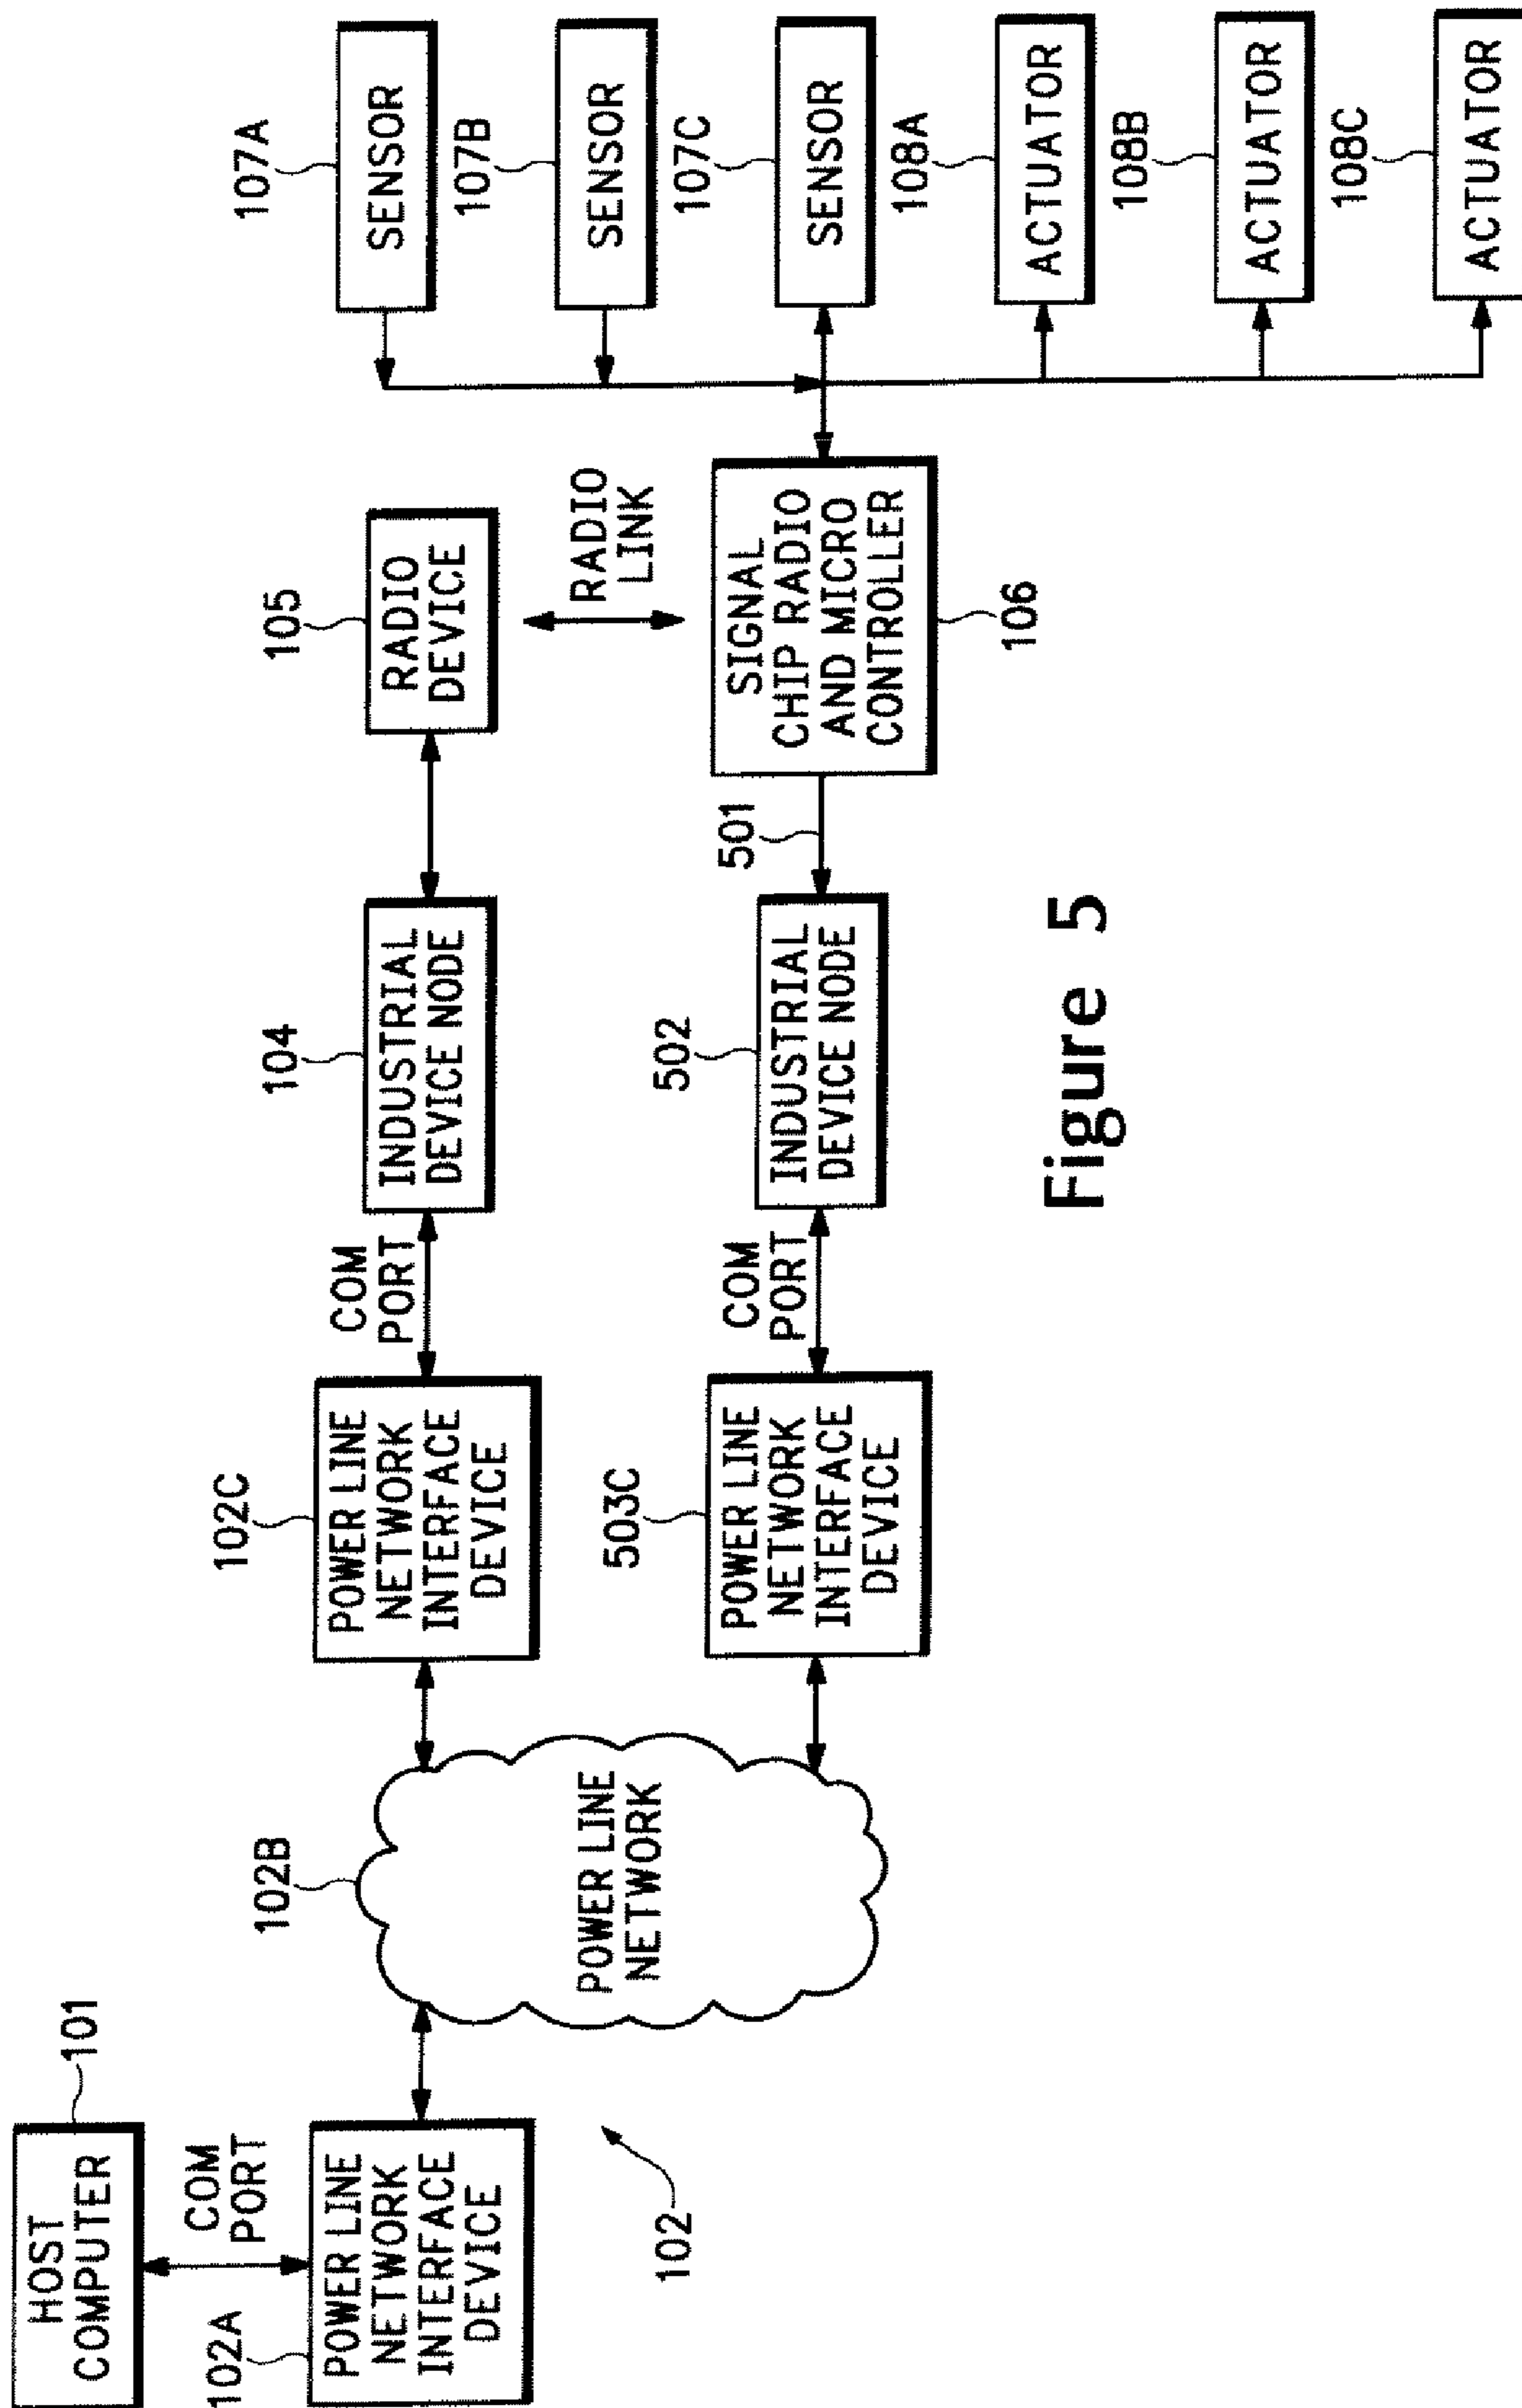 101
HOST
COMPUTER
COM
PORT
102A
POWER LINE
NETWORK
INTERFACE
DEVICE
102
102B
POWER LINE
NETWORK
102C
POWER LINE
NETWORK
INTERFACE
DEVICE
COM
PORT
104
INDUSTRIAL
DEVICE NODE
105
RADIO
DEVICE
RADIO
LINK
503C
POWER LINE
NETWORK
INTERFACE
DEVICE
COM
PORT
502
INDUSTRIAL
DEVICE NODE
501
SIGNAL
CHIP RADIO
AND MICRO
CONTROLLER
106
107A
SENSOR
107B
SENSOR
107C
SENSOR
108A
ACTUATOR
108B
ACTUATOR
108C
ACTUATOR
Figure 5